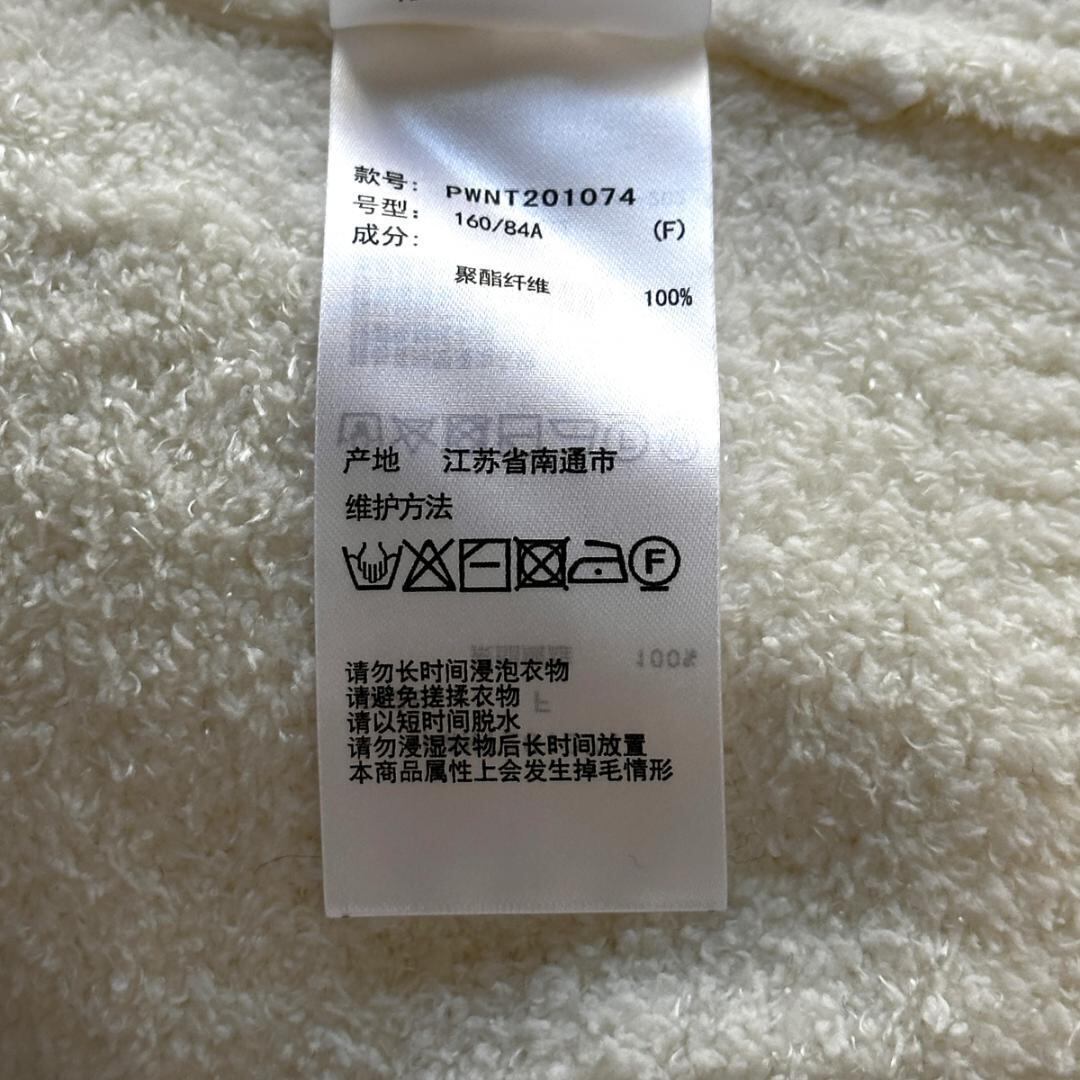 款号: PWNT201074
号型: 160/84A (F)
成分:
聚酯纤维 100%
产地 江苏省南通市
维护方法
F
请勿长时间浸泡衣物
请避免搓揉衣物
请以短时间脱水
请勿浸湿衣物后长时间放置
本商品属性上会发生掉毛情形